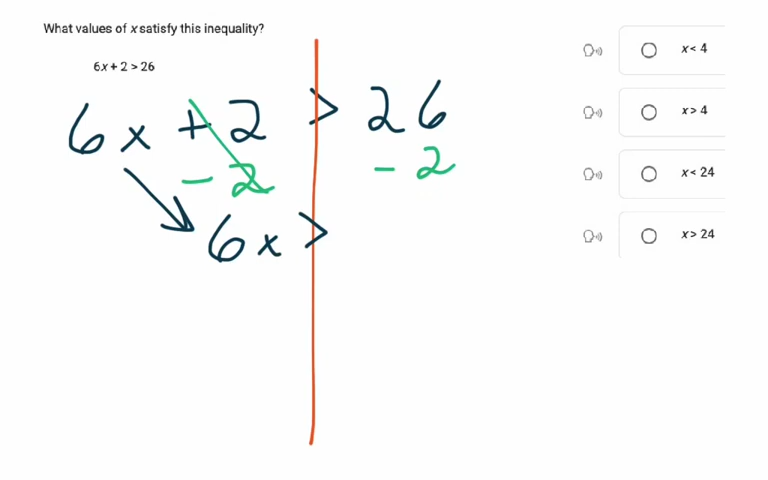 What values of x satisfy this inequality?
6x + 2 > 26
6x + 2 > 26
- 2 - 2
6x >
x < 4
x > 4
x < 24
x > 24